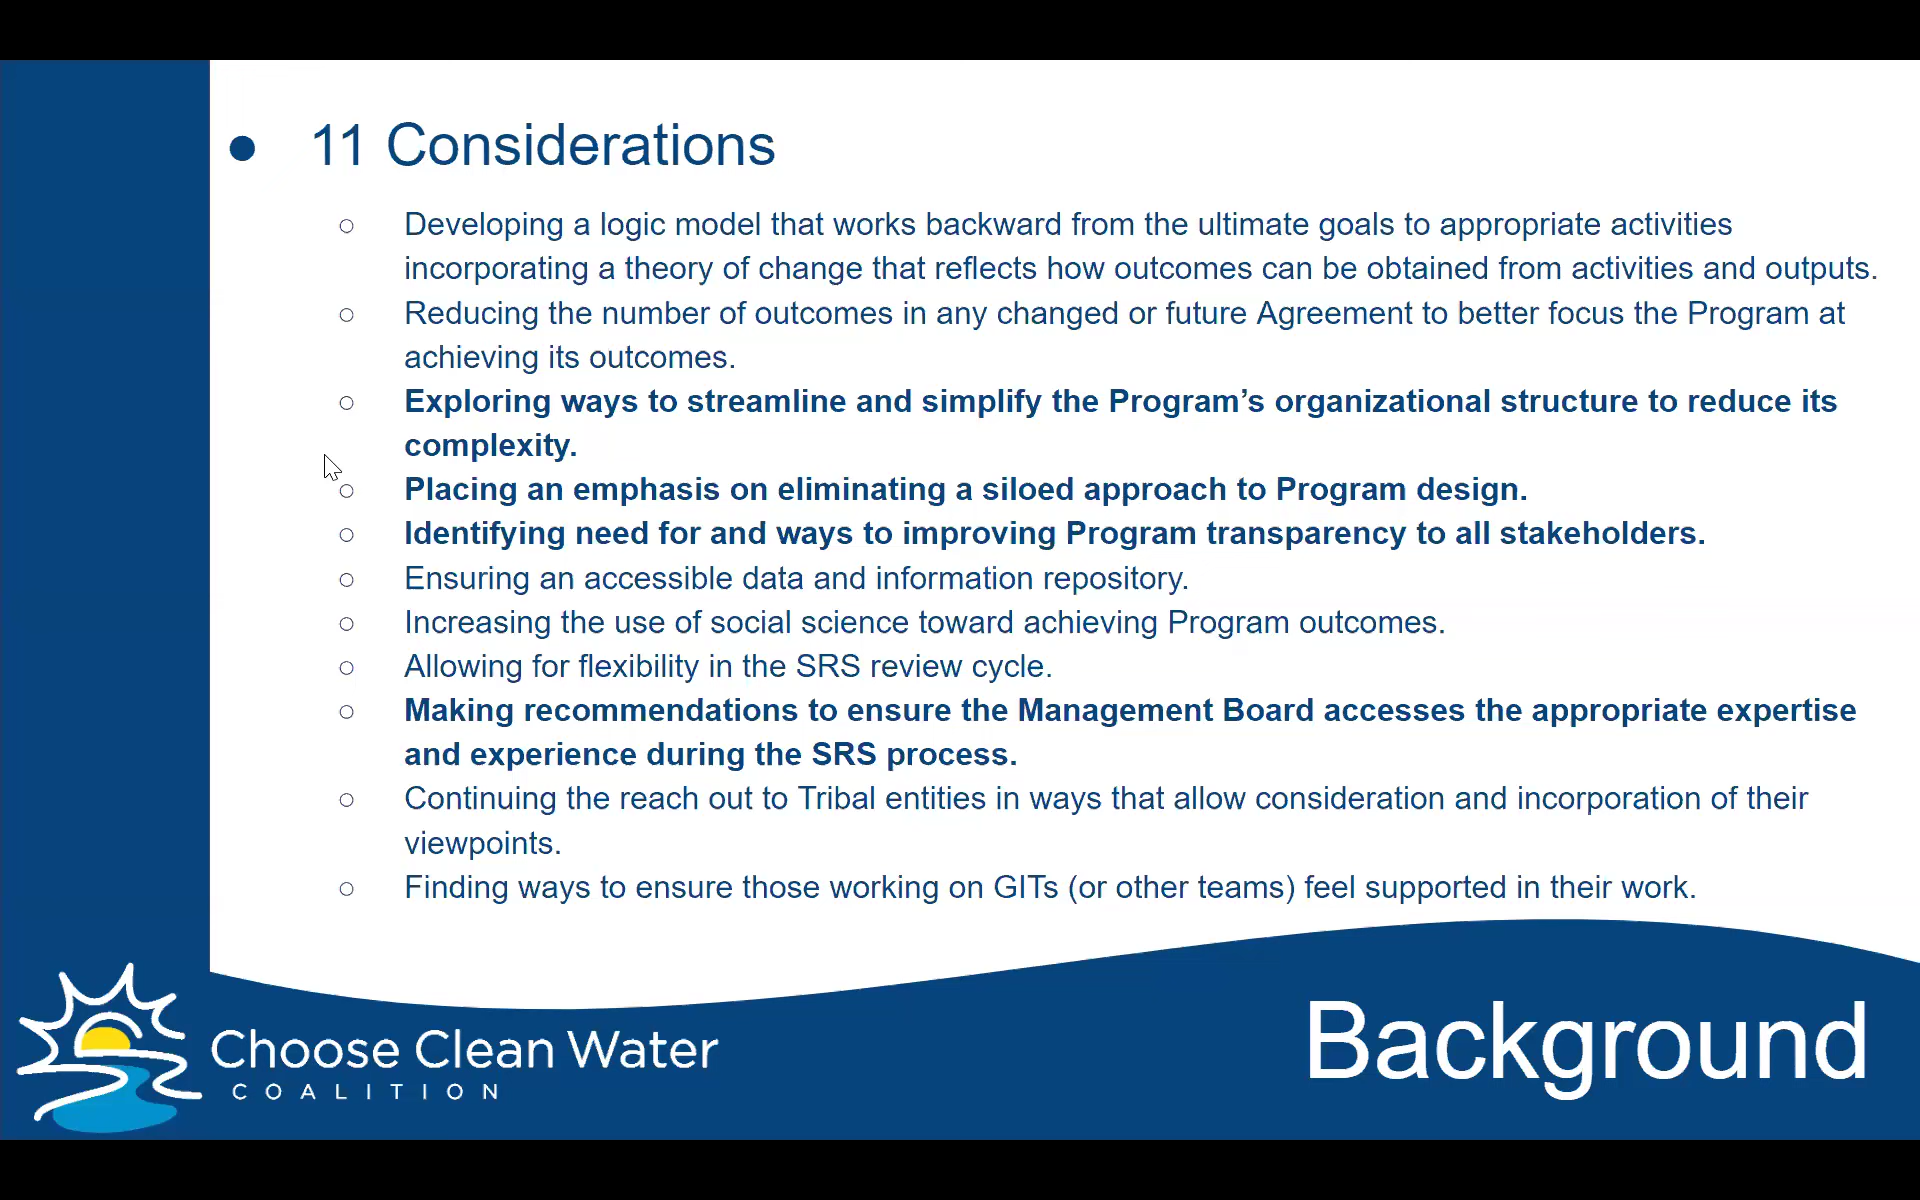 ● 11 Considerations
○ Developing a logic model that works backward from the ultimate goals to appropriate activities
incorporating a theory of change that reflects how outcomes can be obtained from activities and outputs.
○ Reducing the number of outcomes in any changed or future Agreement to better focus the Program at
achieving its outcomes.
○ Exploring ways to streamline and simplify the Program’s organizational structure to reduce its
complexity.
○ Placing an emphasis on eliminating a siloed approach to Program design.
○ Identifying need for and ways to improving Program transparency to all stakeholders.
○ Ensuring an accessible data and information repository.
○ Increasing the use of social science toward achieving Program outcomes.
○ Allowing for flexibility in the SRS review cycle.
○ Making recommendations to ensure the Management Board accesses the appropriate expertise
and experience during the SRS process.
○ Continuing the reach out to Tribal entities in ways that allow consideration and incorporation of their
viewpoints.
○ Finding ways to ensure those working on GITs (or other teams) feel supported in their work.
Choose Clean Water
COALITION
Background